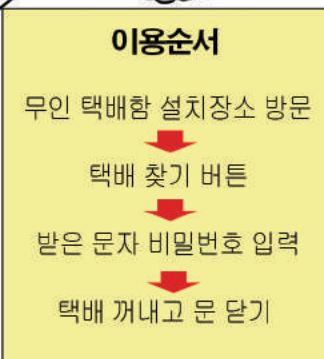 이용순서
무인 택배함 설치장소 방문
택배 찾기 버튼
받은 문자 비밀번호 입력
택배 꺼내고 문 닫기